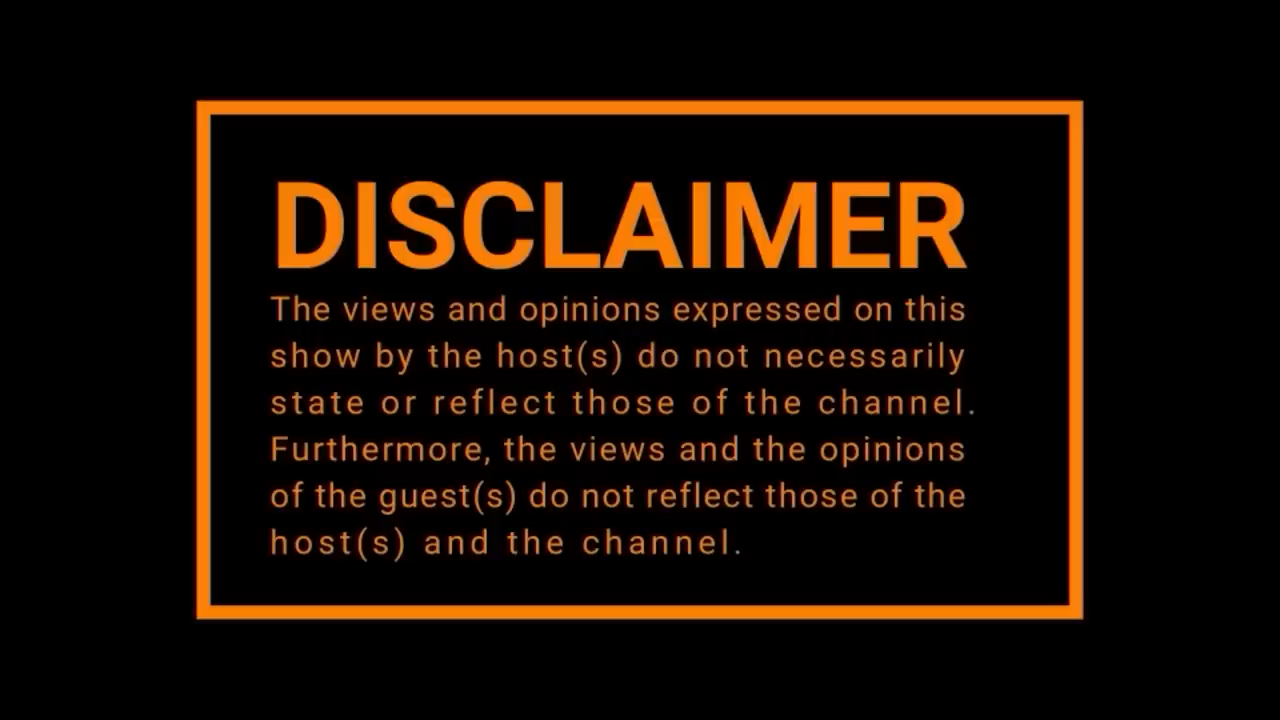 DISCLAIMER
The views and opinions expressed on this
show by the host(s) do not necessarily
state or reflect those of the channel.
Furthermore, the views and the opinions
of the guest(s) do not reflect those of the
host(s) and the channel.